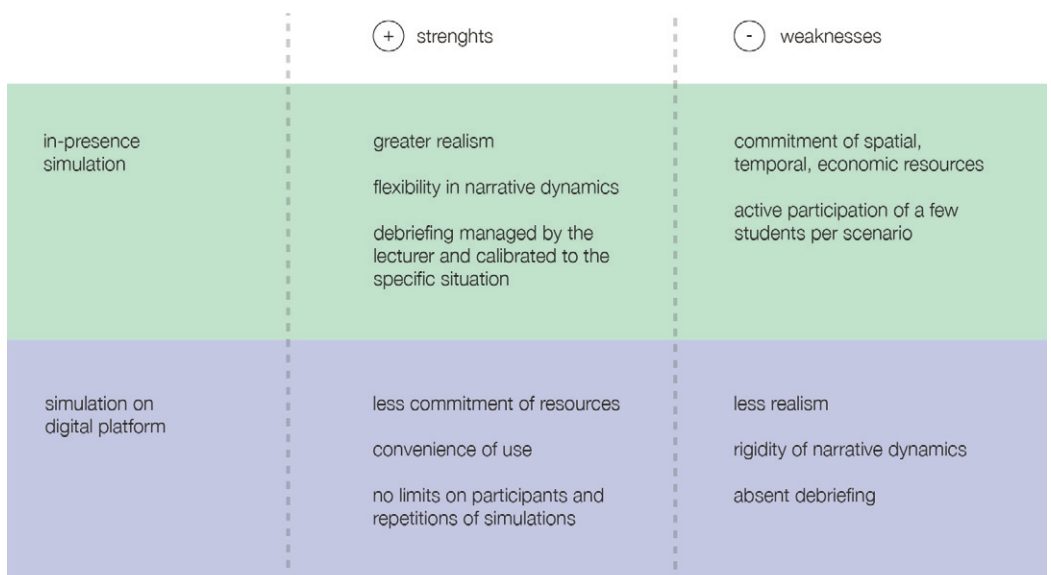 + strenghts
- weaknesses
in-presence
simulation
greater realism
flexibility in narrative dynamics
debriefing managed by the
lecturer and calibrated to the
specific situation
commitment of spatial,
temporal, economic resources
active participation of a few
students per scenario
simulation on
digital platform
less commitment of resources
convenience of use
no limits on participants and
repetitions of simulations
less realism
rigidity of narrative dynamics
absent debriefing